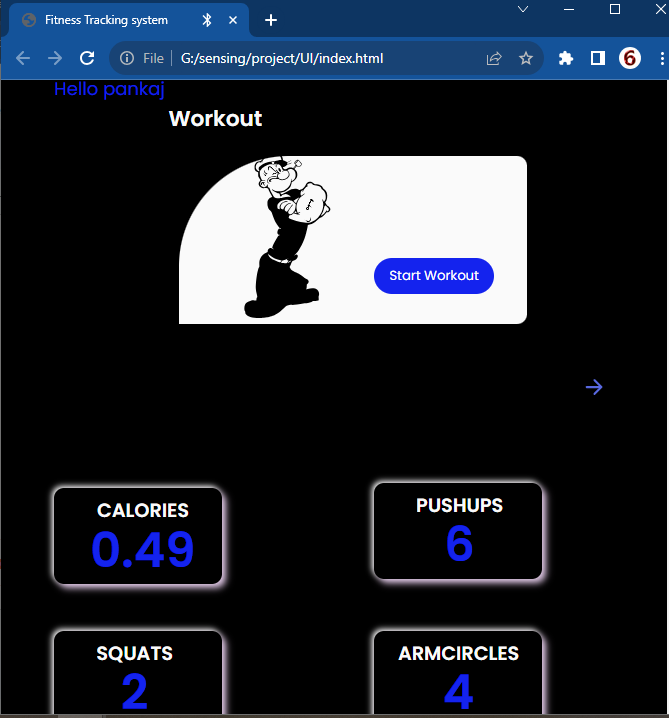 Fitness Tracking system
File
G:/sensing/project/UI/index.html
6
Hello pankaj
Workout
Start Workout
CALORIES
0.49
PUSHUPS
6
SQUATS
2
ARMCIRCLES
4